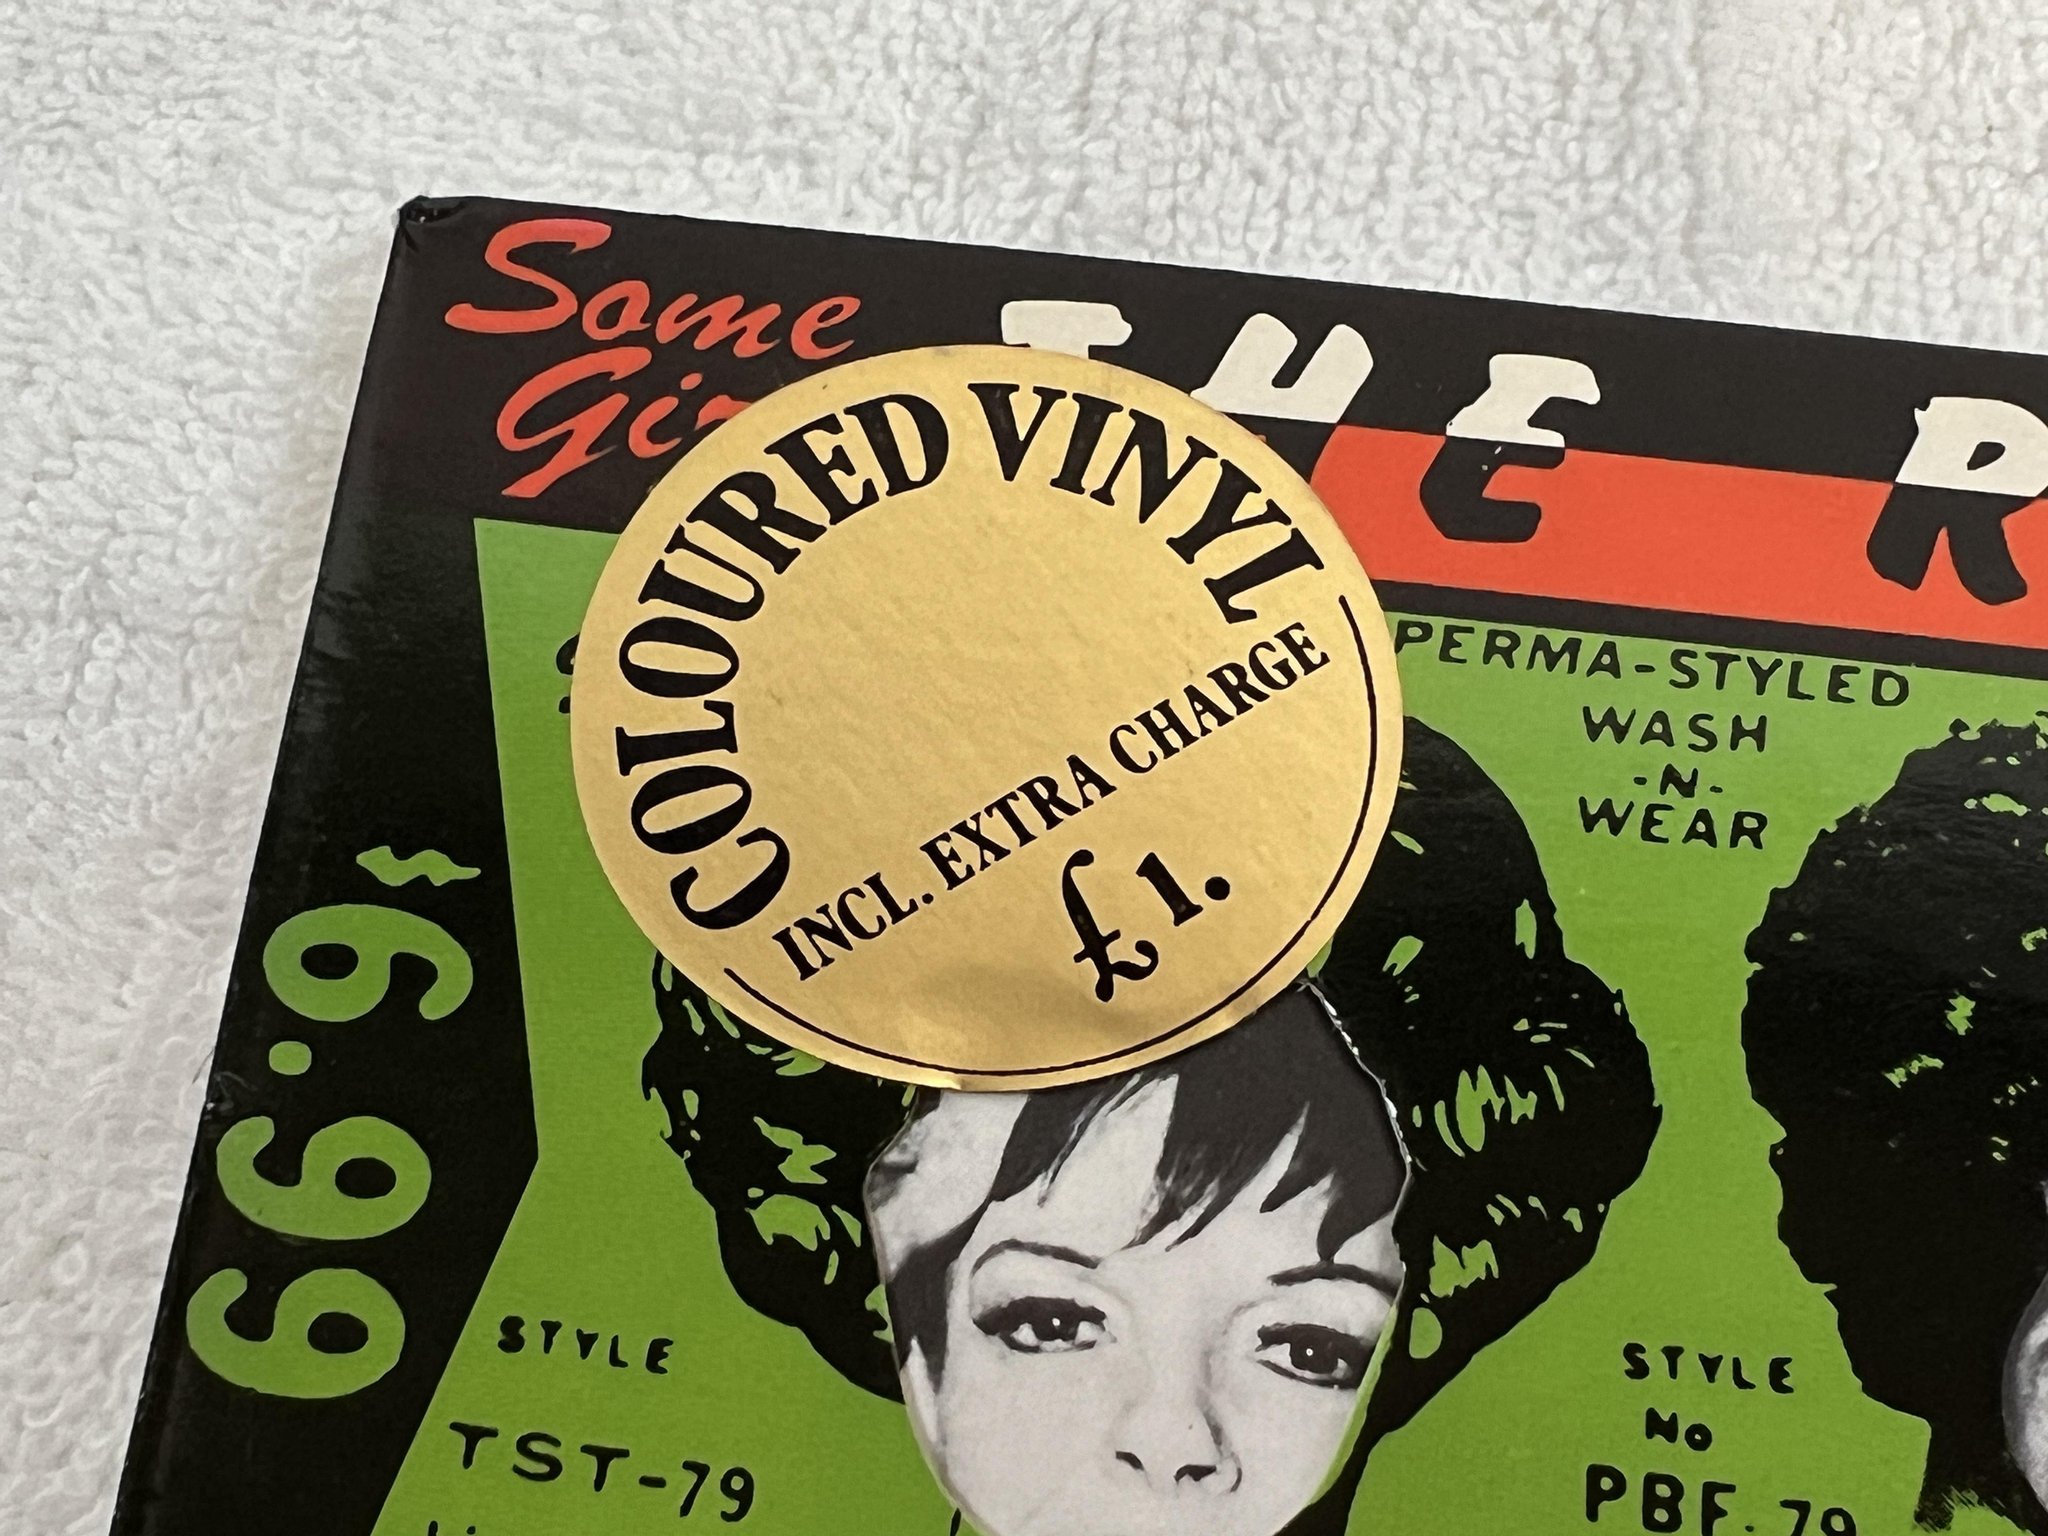 Some
THE R
COLOURED VINYL
INCL. EXTRA CHARGE
£1.
PERMA-STYLED
WASH
-N-
WEAR
66.9
STYLE
TST-79
STYLE
No
PBF. 79